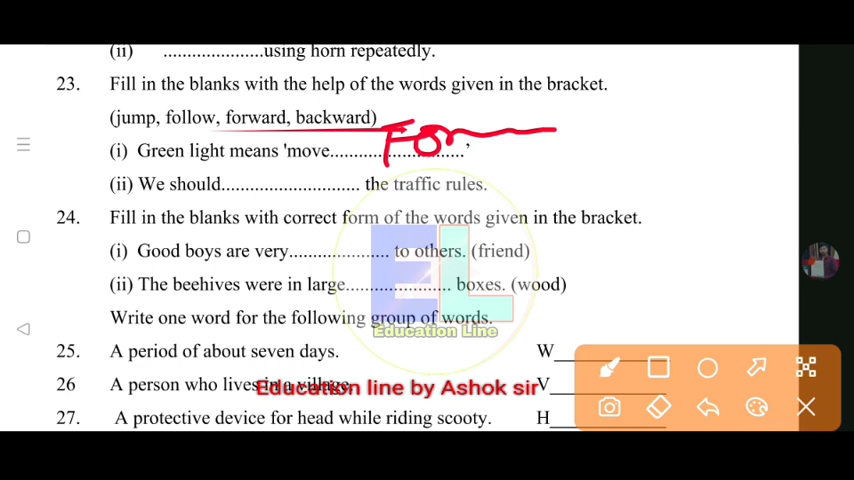 (ii) .....................using horn repeatedly.
23. Fill in the blanks with the help of the words given in the bracket.
(jump, follow, forward, backward)
For
(i) Green light means 'move............................'
(ii) We should............................. the traffic rules.
24. Fill in the blanks with correct form of the words given in the bracket.
(i) Good boys are very..................... to others. (friend)
(ii) The beehives were in large...................... boxes. (wood)
Write one word for the following group of words.
EL
Education Line
25. A period of about seven days. W____________
26 A person who lives in a village. V____________
Education line by Ashok sir
27. A protective device for head while riding scooty. H____________